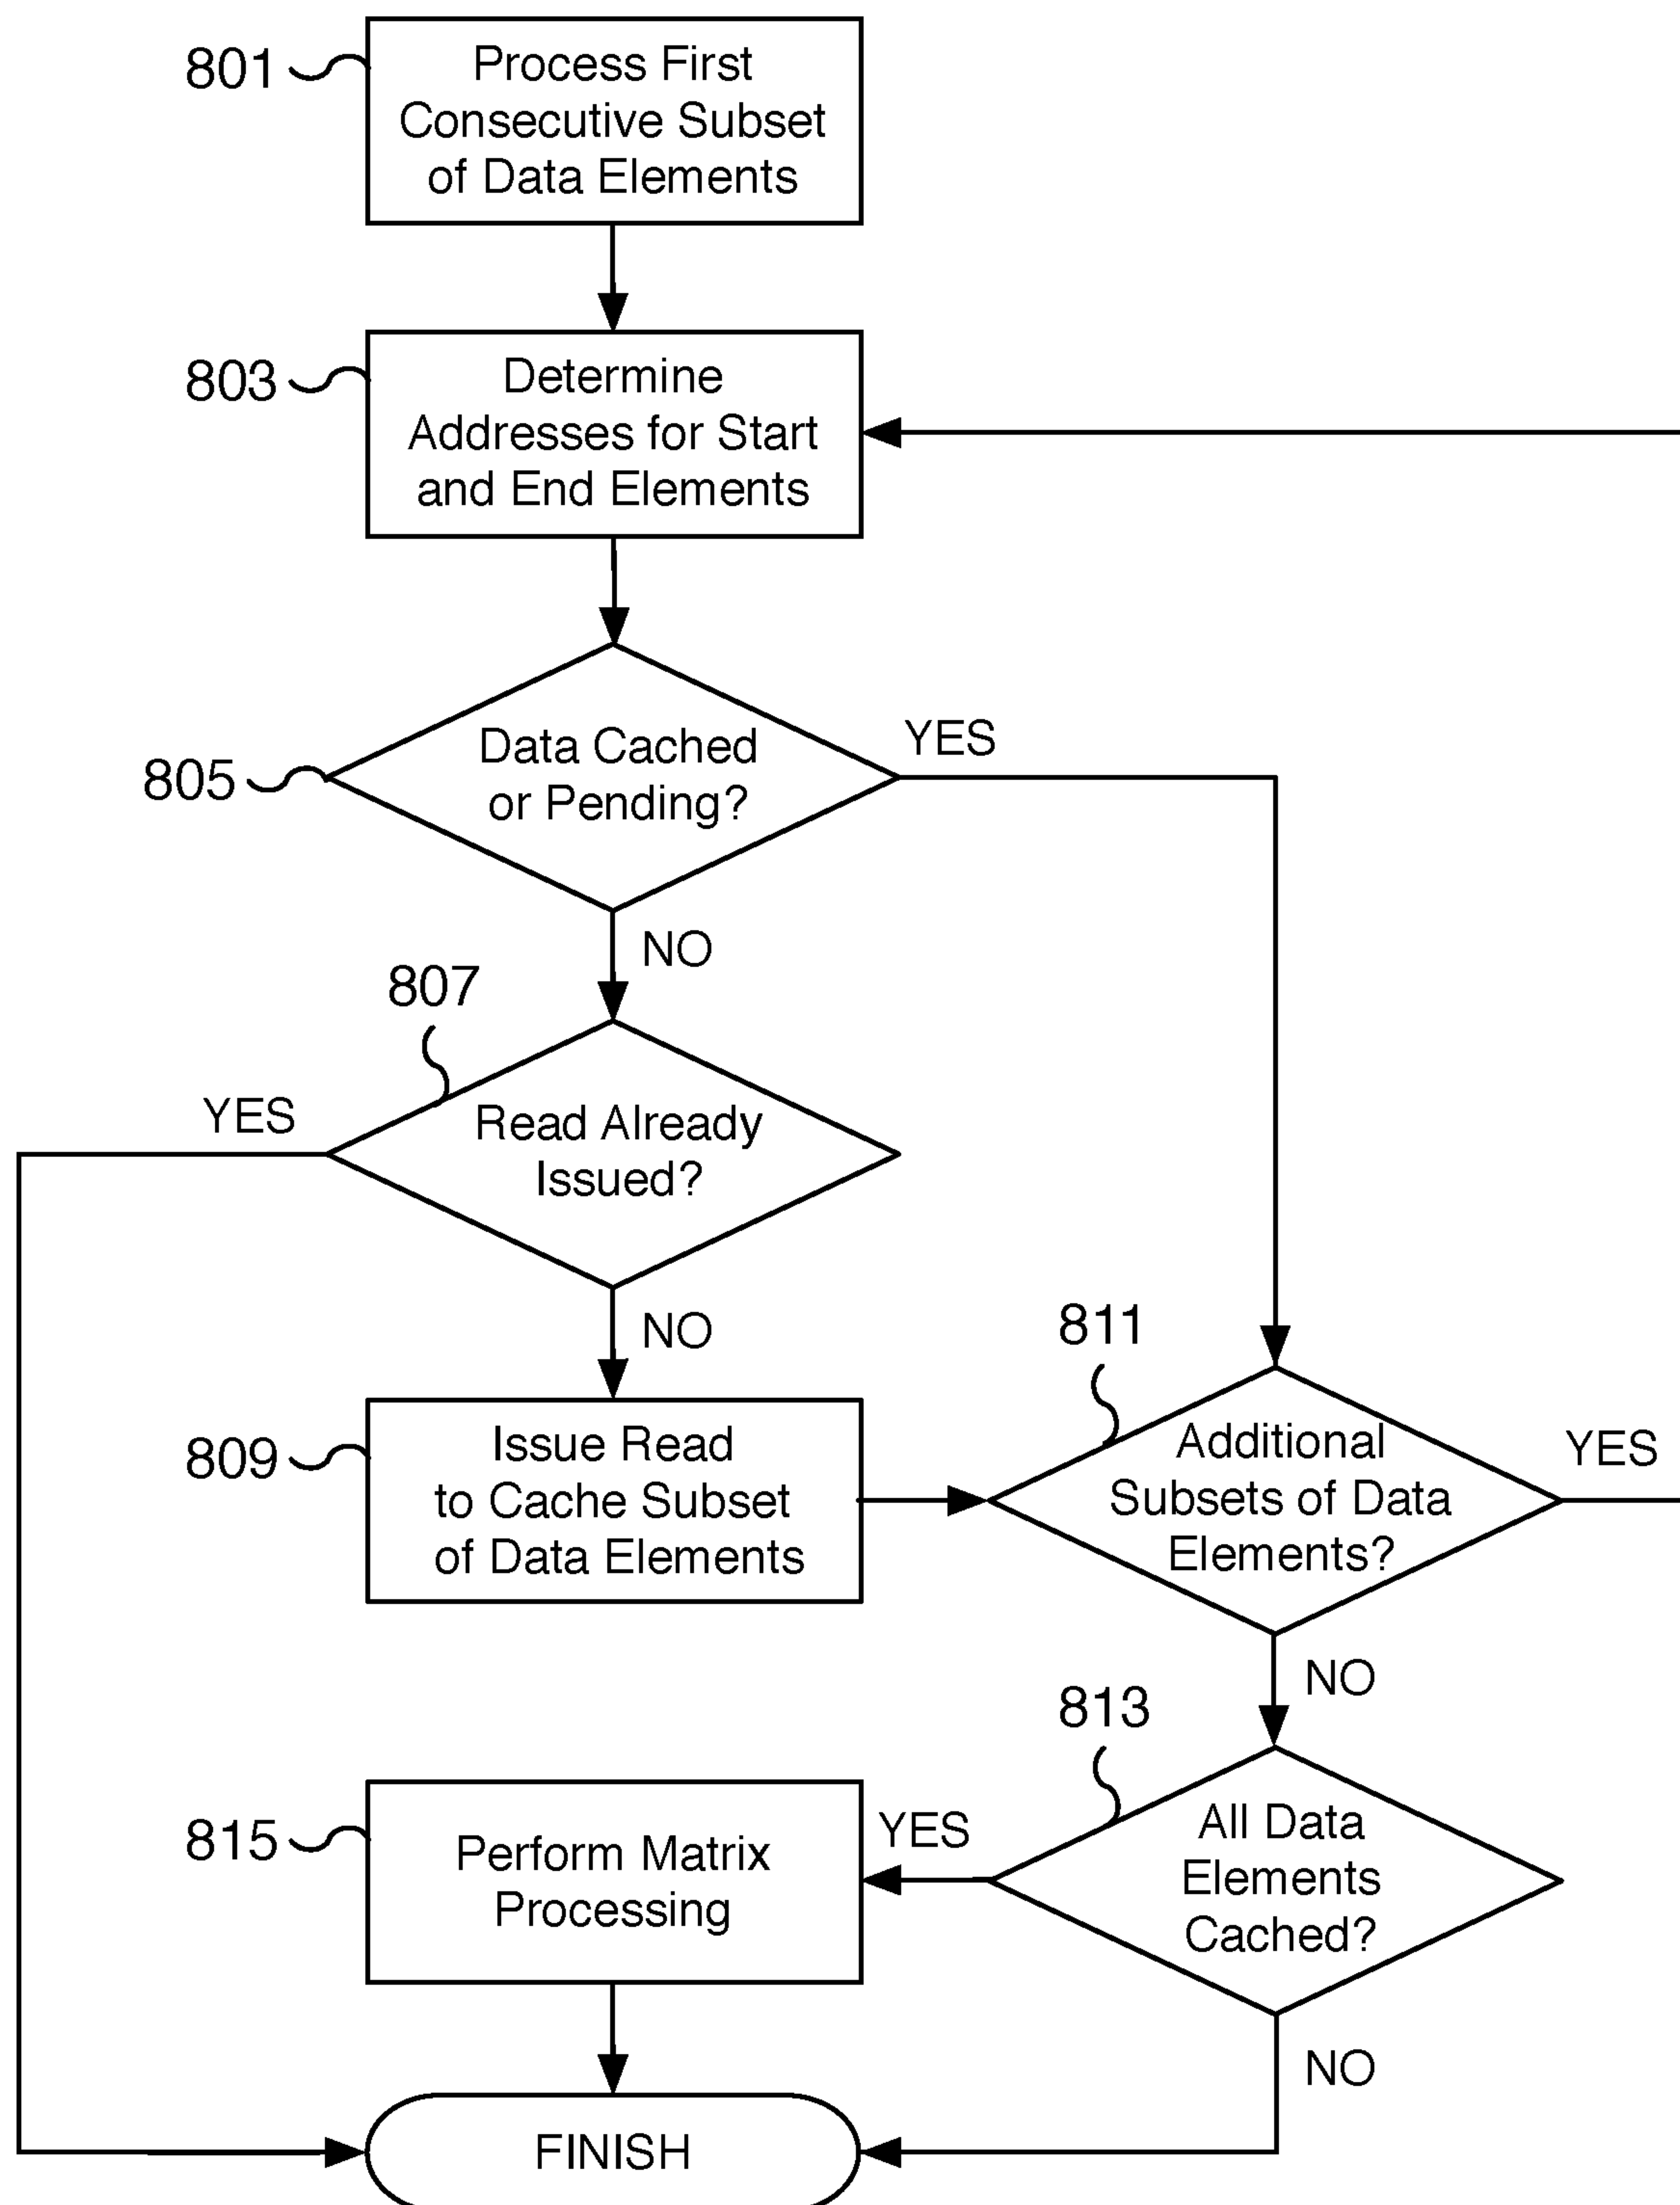 801
Process First
Consecutive Subset
of Data Elements
803
Determine
Addresses for Start
and End Elements
805
Data Cached
or Pending?
YES
NO
807
YES
Read Already
Issued?
NO
809
Issue Read
to Cache Subset
of Data Elements
811
Additional
Subsets of Data
Elements?
YES
NO
813
All Data
Elements
Cached?
YES
NO
815
Perform Matrix
Processing
FINISH